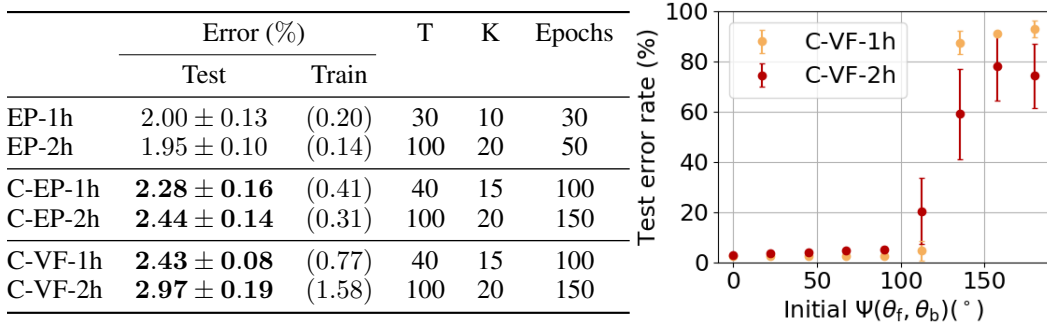 Error (%) T K Epochs
Test Train
EP-1h 2.00 ± 0.13 (0.20) 30 10 30
EP-2h 1.95 ± 0.10 (0.14) 100 20 50
C-EP-1h 2.28 ± 0.16 (0.41) 40 15 100
C-EP-2h 2.44 ± 0.14 (0.31) 100 20 150
C-VF-1h 2.43 ± 0.08 (0.77) 40 15 100
C-VF-2h 2.97 ± 0.19 (1.58) 100 20 150
Test error rate (%)
100
80
60
40
20
0
C-VF-1h
C-VF-2h
0 50 100 150
Initial Ψ(θf, θb)(°)